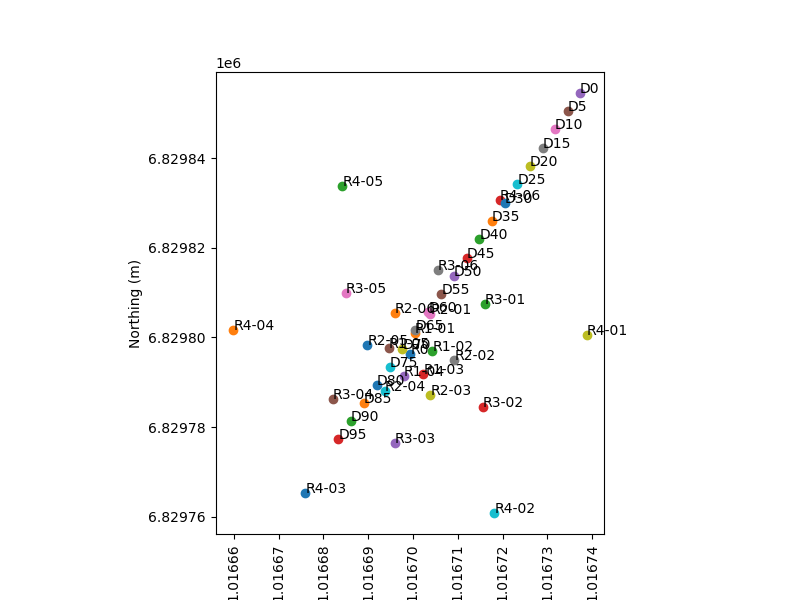 1e6
D0
D5
D10
D15
6.82984
D20
R4-05
D25
R4-06
D30
D35
D40
6.82982
D45
R3-06
D50
R3-05
D55
R3-01
R2-06
D60
R2-01
R4-04
D65
6.82980
R1-01
R4-01
R2-05
R0
R1-02
R2-02
D75
R1-04
R1-03
D80
R2-04
R2-03
R3-04
D85
R3-02
D90
6.82978
D95
R3-03
R4-03
R4-02
6.82976
Northing (m)
1.01666
1.01667
1.01668
1.01669
1.01670
1.01671
1.01672
1.01673
1.01674